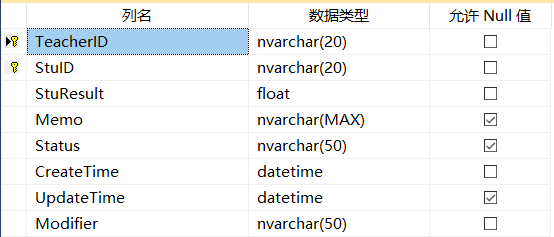 列名 数据类型 允许 Null 值
TeacherID nvarchar(20)
StuID nvarchar(20)
StuResult float
Memo nvarchar(MAX)
Status nvarchar(50)
CreateTime datetime
UpdateTime datetime
Modifier nvarchar(50)